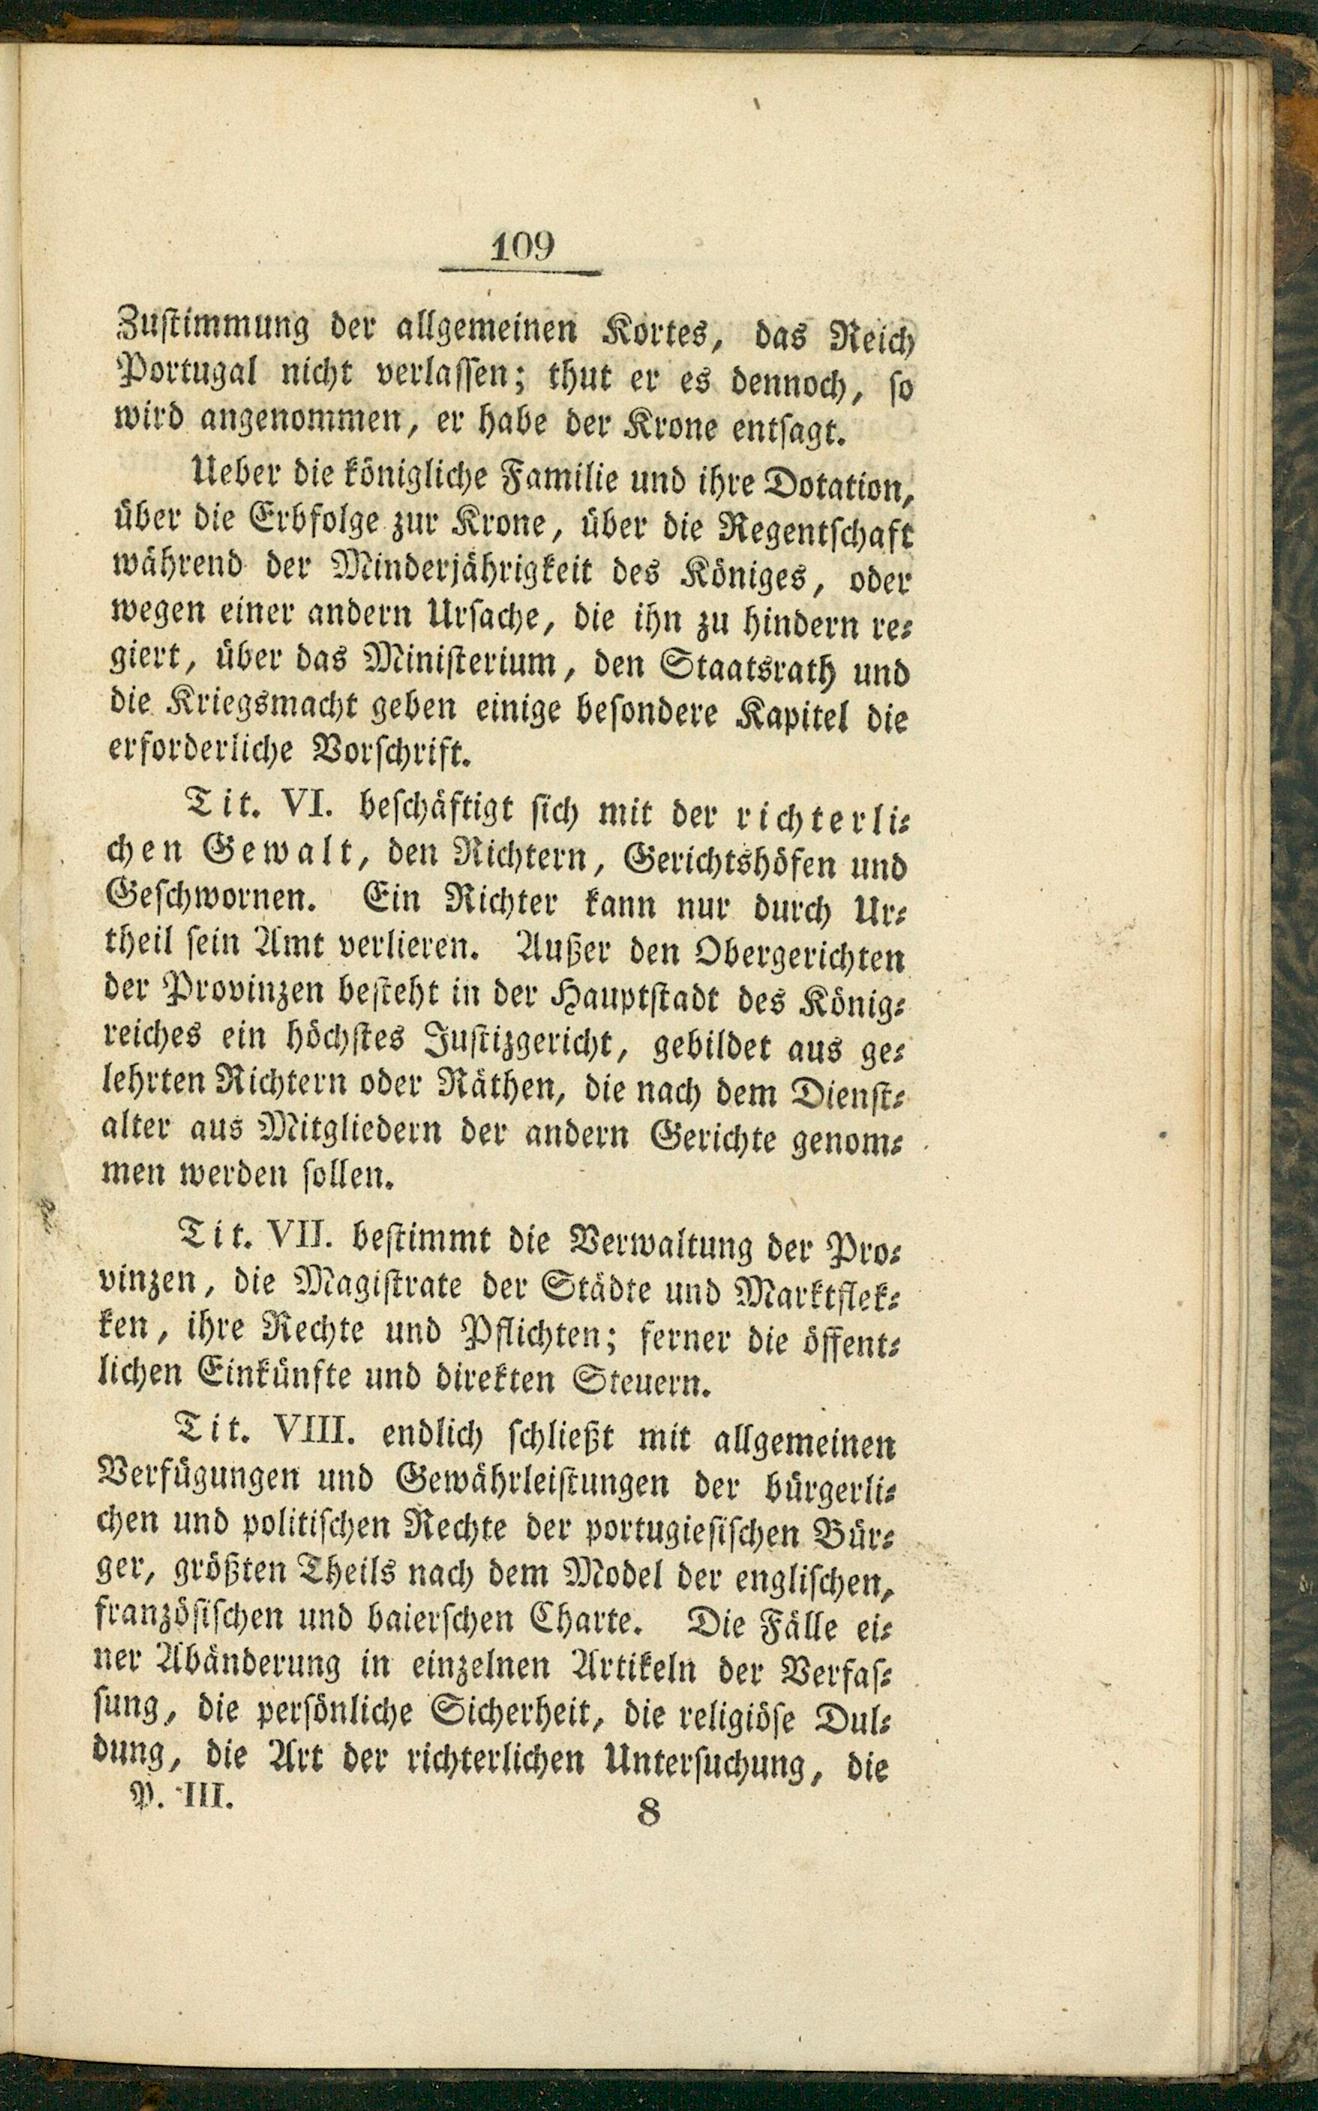 109
Zustimmung der allgemeinen Kortes, das Reich
Portugal nicht verlassen; thut er es dennoch, so
wird angenommen, er habe der Krone entsagt.
Ueber die königliche Familie und ihre Dotation,
über die Erbfolge zur Krone, über die Regentschaft
während der Minderjährigkeit des Königes, oder
wegen einer andern Ursache, die ihn zu hindern re-
giert, über das Ministerium, den Staatsrath und
die Kriegsmacht geben einige besondere Kapitel die
erforderliche Vorschrift.
Tit. VI. beschäftigt sich mit der richterli-
chen Gewalt, den Richtern, Gerichtshöfen und
Geschwornen. Ein Richter kann nur durch Ur-
theil sein Amt verlieren. Außer den Obergerichten
der Provinzen besteht in der Hauptstadt des König-
reiches ein höchstes Justizgericht, gebildet aus ge-
lehrten Richtern oder Räthen, die nach dem Dienst-
alter aus Mitgliedern der andern Gerichte genom-
men werden sollen.
Tit. VII. bestimmt die Verwaltung der Pro-
vinzen, die Magistrate der Städte und Marktflek-
ken, ihre Rechte und Pflichten; ferner die öffent-
lichen Einkünfte und direkten Steuern.
Tit. VIII. endlich schließt mit allgemeinen
Verfügungen und Gewährleistungen der bürgerli-
chen und politischen Rechte der portugiesischen Bür-
ger, größten Theils nach dem Model der englischen,
französischen und baierschen Charte. Die Fälle ei-
ner Abänderung in einzelnen Artikeln der Verfas-
sung, die persönliche Sicherheit, die religiöse Dul-
dung, die Art der richterlichen Untersuchung, die
P. III.
8